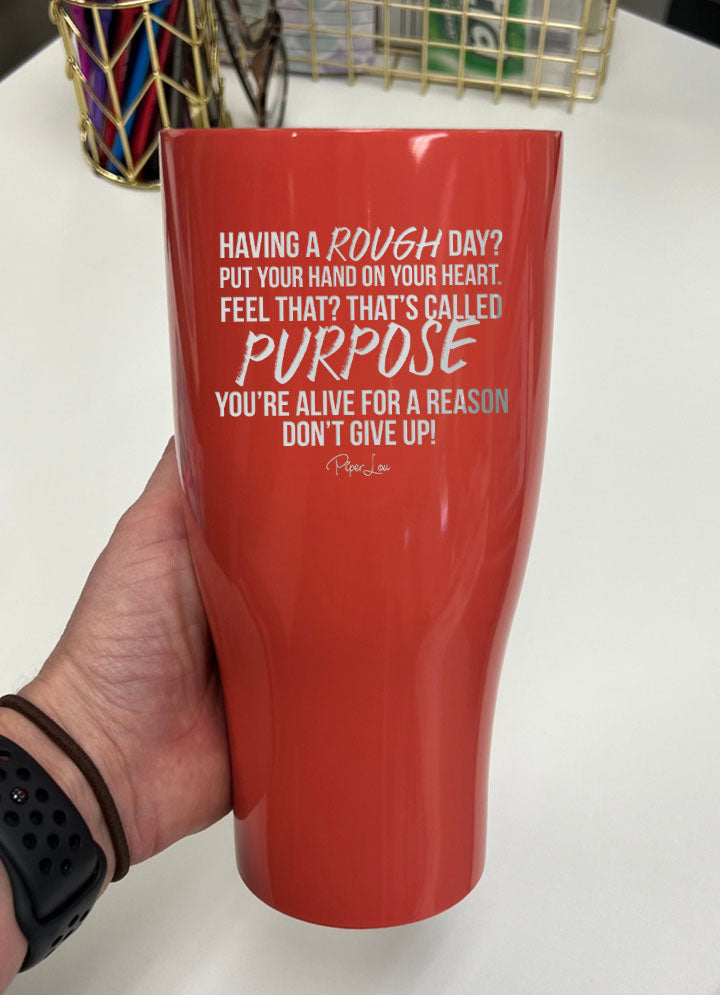 HAVING A ROUGH DAY?
PUT YOUR HAND ON YOUR HEART.
FEEL THAT? THAT'S CALLED
PURPOSE
YOU'RE ALIVE FOR A REASON
DON'T GIVE UP!
Piper Lou